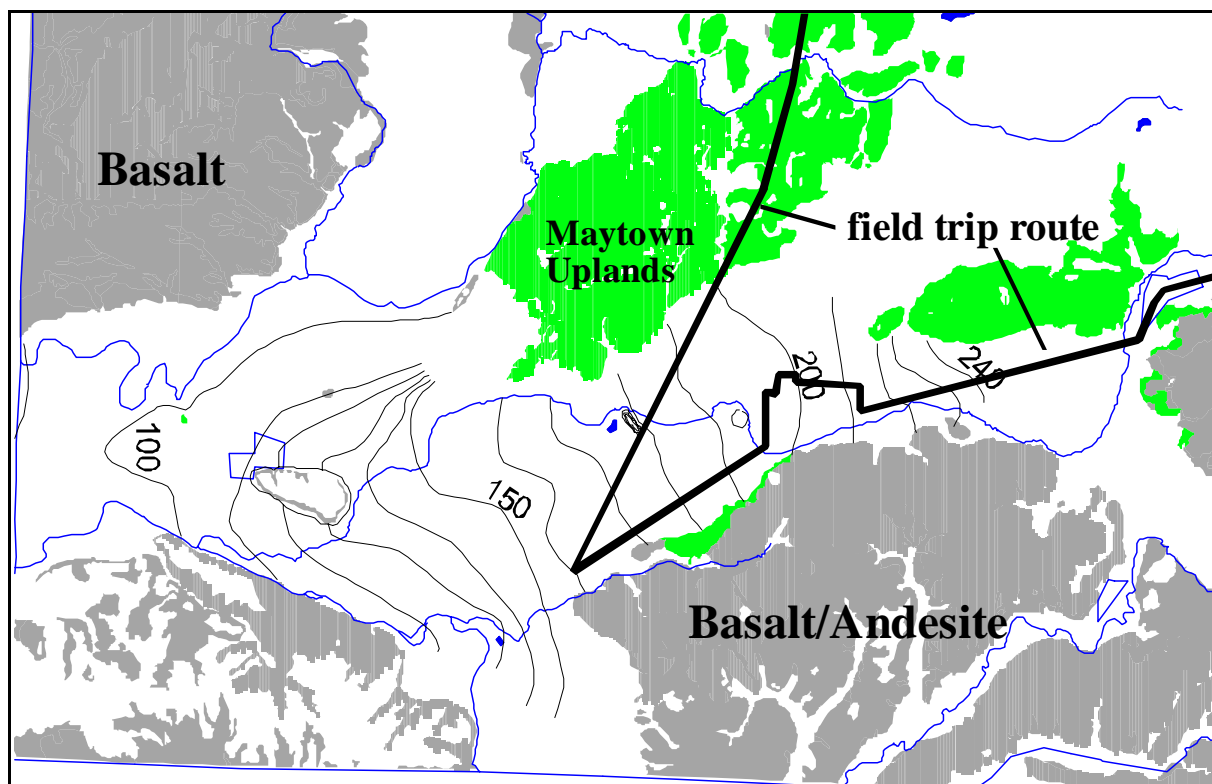 Basalt
Maytown
Uplands
field trip route
200
240
100
150
Basalt/Andesite